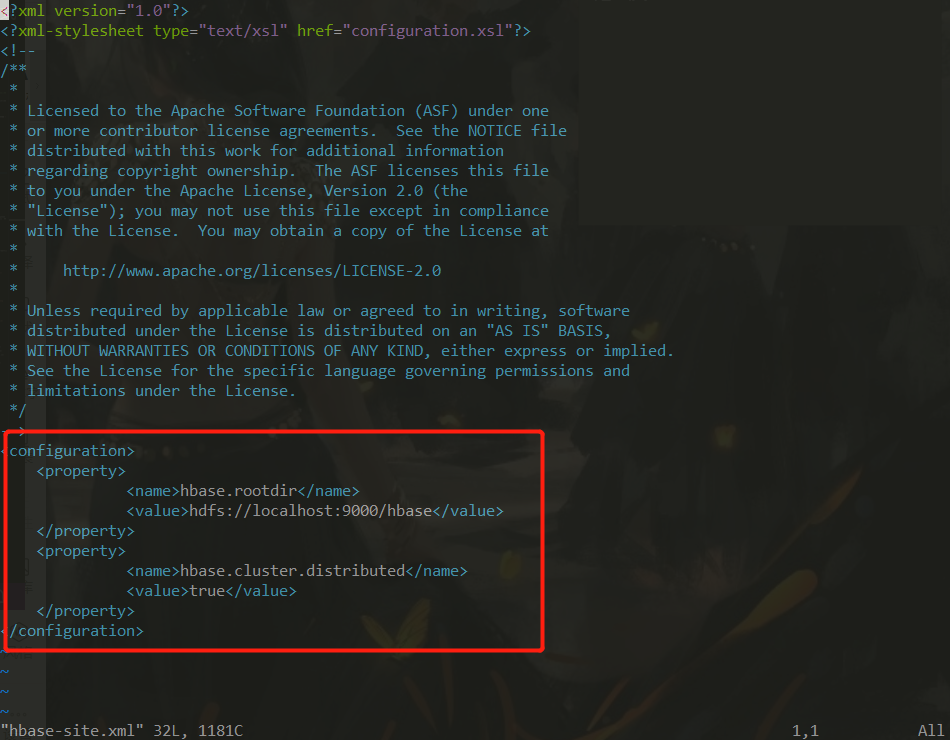 <?xml version="1.0"?>
<?xml-stylesheet type="text/xsl" href="configuration.xsl"?>
<!--
/**
 *
 * Licensed to the Apache Software Foundation (ASF) under one
 * or more contributor license agreements.  See the NOTICE file
 * distributed with this work for additional information
 * regarding copyright ownership.  The ASF licenses this file
 * to you under the Apache License, Version 2.0 (the
 * "License"); you may not use this file except in compliance
 * with the License.  You may obtain a copy of the License at
 *
 *     http://www.apache.org/licenses/LICENSE-2.0
 *
 * Unless required by applicable law or agreed to in writing, software
 * distributed under the License is distributed on an "AS IS" BASIS,
 * WITHOUT WARRANTIES OR CONDITIONS OF ANY KIND, either express or implied.
 * See the License for the specific language governing permissions and
 * limitations under the License.
 */
-->
<configuration>
    <property>
              <name>hbase.rootdir</name>
              <value>hdfs://localhost:9000/hbase</value>
    </property>
    <property>
              <name>hbase.cluster.distributed</name>
              <value>true</value>
    </property>
</configuration>
~
~
~
~
"hbase-site.xml" 32L, 1181C 1,1 All